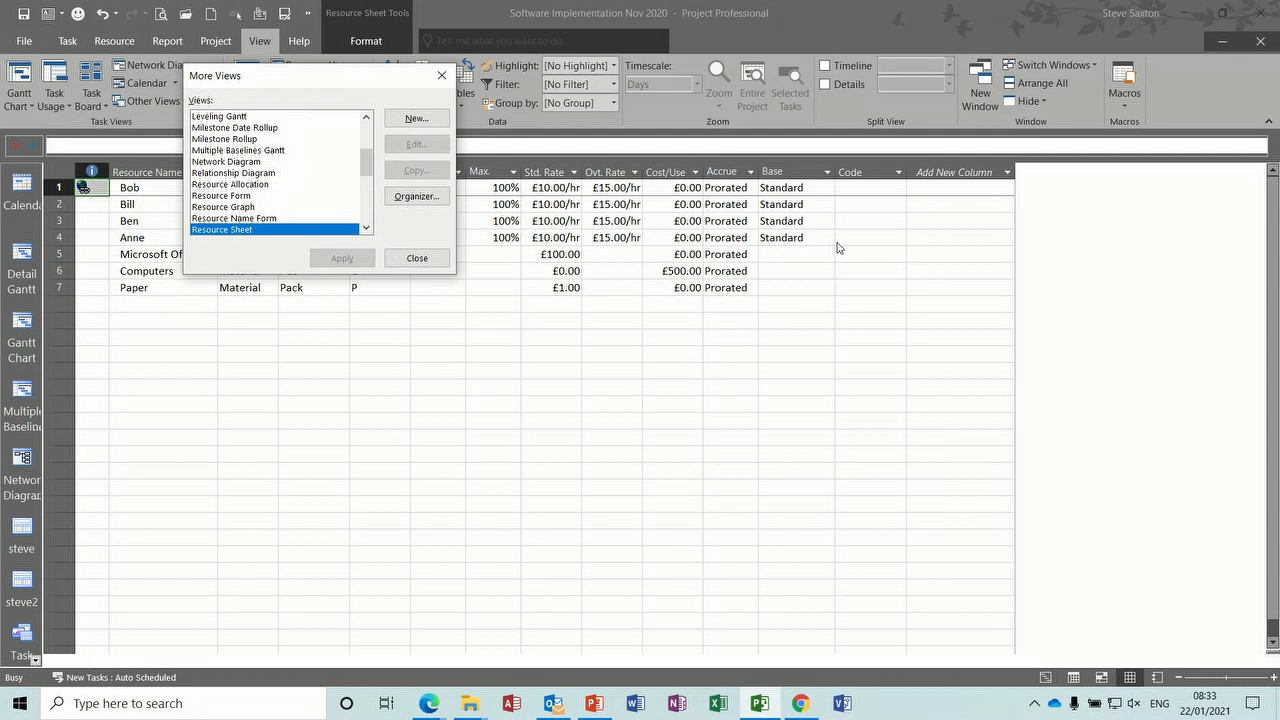 Resource Sheet Tools
Software Implementation Nov 2020 - Project Professional
Steve Saxton
File Task Resource Report Project View Help Format Tell me what you want to do
Gantt Chart
Task Usage
Task Board
Network Dia
Calendar
Other Views
Task Views
Highlight: [No Highlight]
Filter: [No Filter]
Group by: [No Group]
Data
Timescale:
Days
Zoom
Entire Project
Selected Tasks
Zoom
Timeline
Details
Split View
New Window
Switch Windows
Arrange All
Hide
Window
Macros
Macros
More Views
Views:
Leveling Gantt
Milestone Date Rollup
Milestone Rollup
Multiple Baselines Gantt
Network Diagram
Relationship Diagram
Resource Allocation
Resource Form
Resource Graph
Resource Name Form
Resource Sheet
New...
Edit...
Copy...
Organizer...
Apply
Close
Resource Name Max. Std. Rate Ovt. Rate Cost/Use Accrue Base Code Add New Column
1 Bob 100% £10.00/hr £15.00/hr £0.00 Prorated Standard
2 Bill 100% £10.00/hr £15.00/hr £0.00 Prorated Standard
3 Ben 100% £10.00/hr £15.00/hr £0.00 Prorated Standard
4 Anne 100% £10.00/hr £15.00/hr £0.00 Prorated Standard
5 Microsoft Of £100.00 £0.00 Prorated
6 Computers £0.00 £500.00 Prorated
7 Paper Material Pack P £1.00 £0.00 Prorated
Calendar
Detail Gantt
Gantt Chart
Multiple Baselin
Network Diagra
steve
steve2
Task
Busy New Tasks : Auto Scheduled
Type here to search
ENG
08:33
22/01/2021